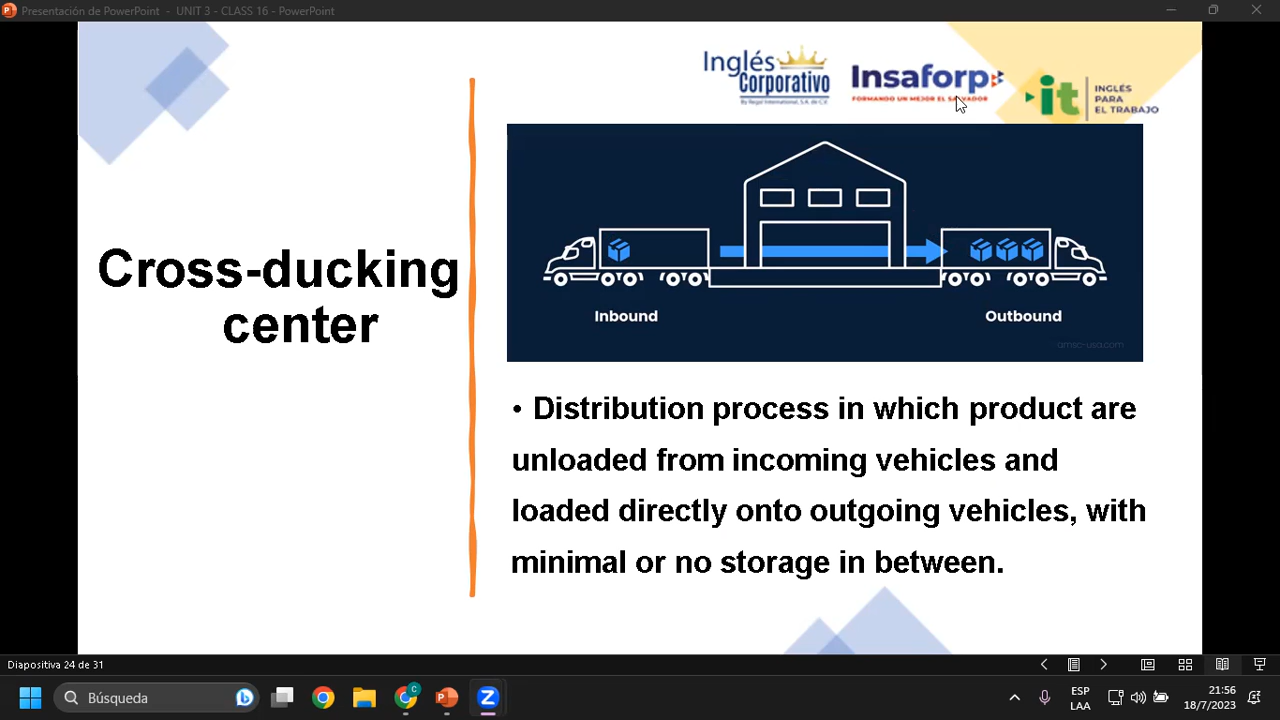 Presentación de PowerPoint - UNIT 3 - CLASS 16 - PowerPoint
Inglés
Corporativo
By Regal International, S.A. de C.V.
Insaforp
FORMANDO UN MEJOR EL SALVADOR
it
INGLÉS
PARA
EL TRABAJO
Cross-ducking
center
Inbound
Outbound
amsc-usa.com
• Distribution process in which product are
unloaded from incoming vehicles and
loaded directly onto outgoing vehicles, with
minimal or no storage in between.
Diapositiva 24 de 31
Búsqueda
ESP
LAA
21:56
18/7/2023